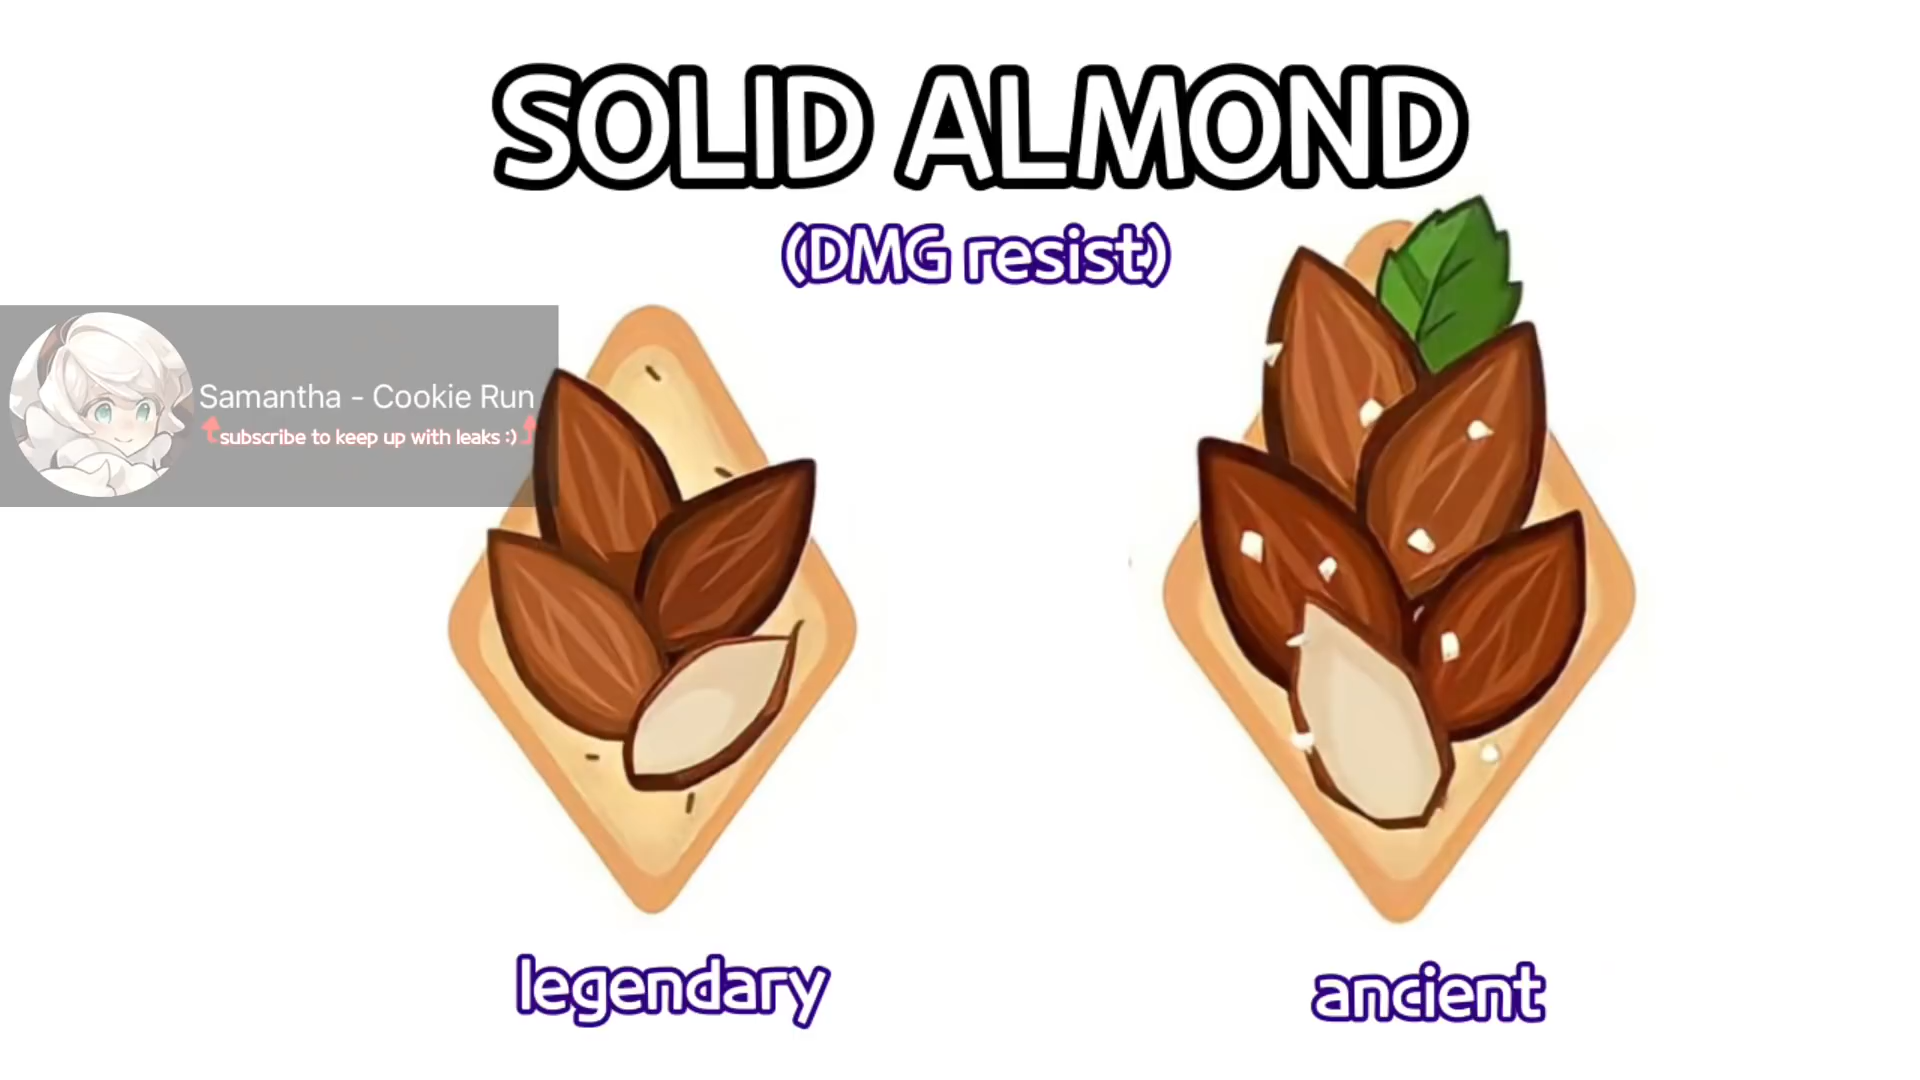 SOLID ALMOND
(DMG resist)
Samantha - Cookie Run
subscribe to keep up with leaks :)
legendary
ancient